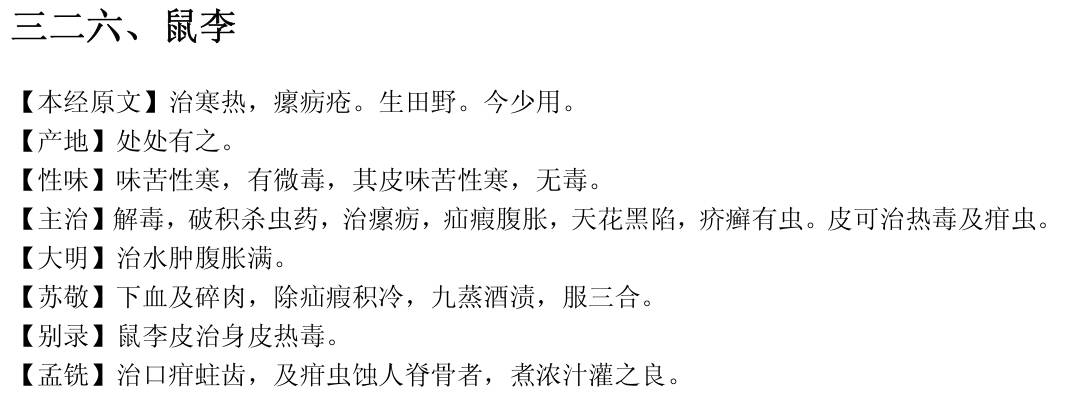 三二六、鼠李
【本经原文】治寒热，瘰疬疮。生田野。今少用。
【产地】处处有之。
【性味】味苦性寒，有微毒，其皮味苦性寒，无毒。
【主治】解毒，破积杀虫药，治瘰疬，疝瘕腹胀，天花黑陷，疥癣有虫。皮可治热毒及疳虫。
【大明】治水肿腹胀满。
【苏敬】下血及碎肉，除疝瘕积冷，九蒸酒渍，服三合。
【别录】鼠李皮治身皮热毒。
【孟铣】治口疳蛀齿，及疳虫蚀人脊骨者，煮浓汁灌之良。